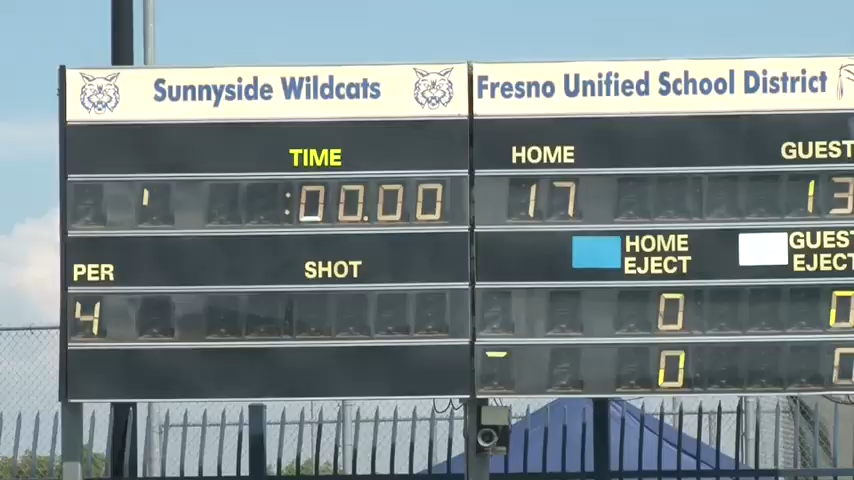 Sunnyside Wildcats
Fresno Unified School District
TIME
HOME
GUEST
:00.00
17
13
PER
SHOT
HOME
EJECT
GUEST
EJECT
4
0
0
0
0